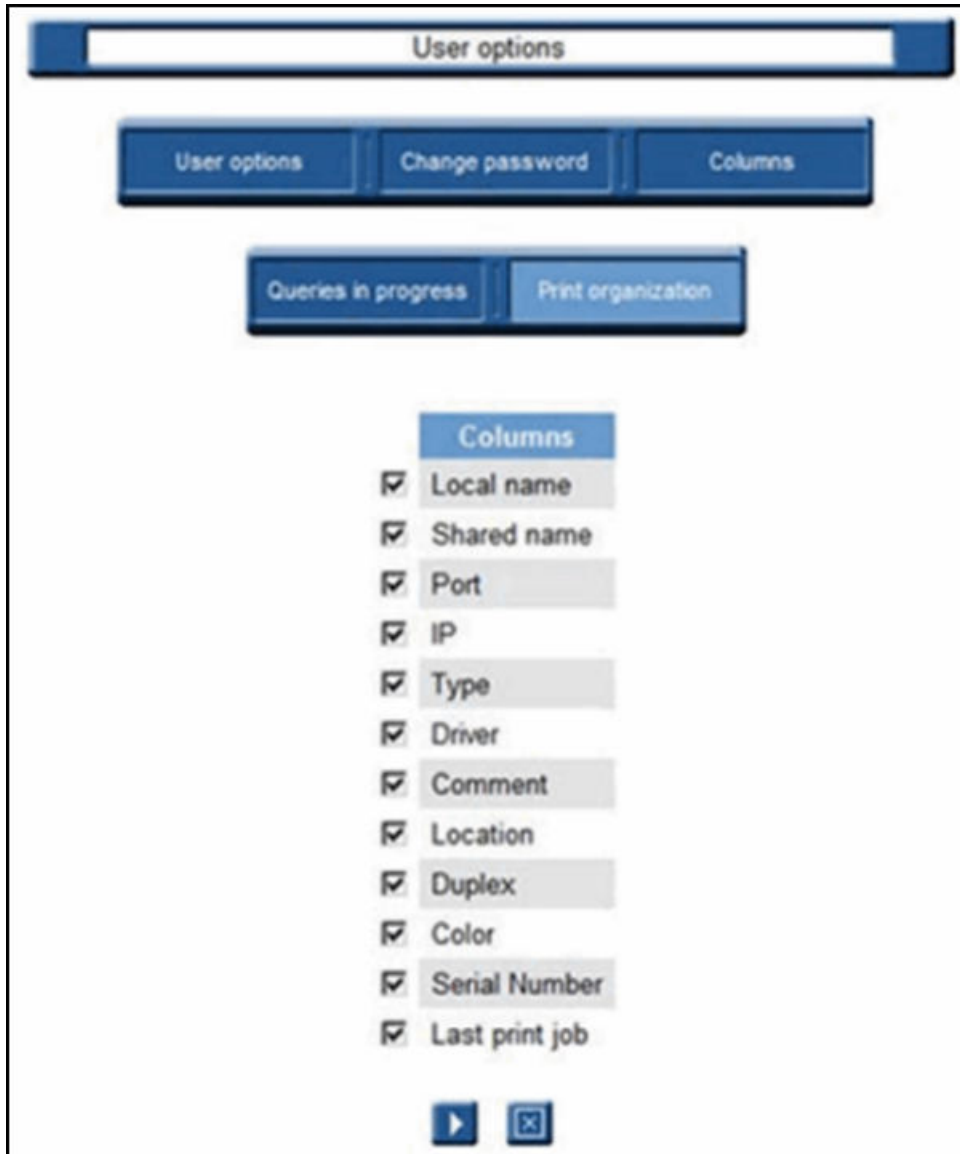 User options
User options Change password Columns
Queries in progress Print organization
Columns
Local name
Shared name
Port
IP
Type
Driver
Comment
Location
Duplex
Color
Serial Number
Last print job